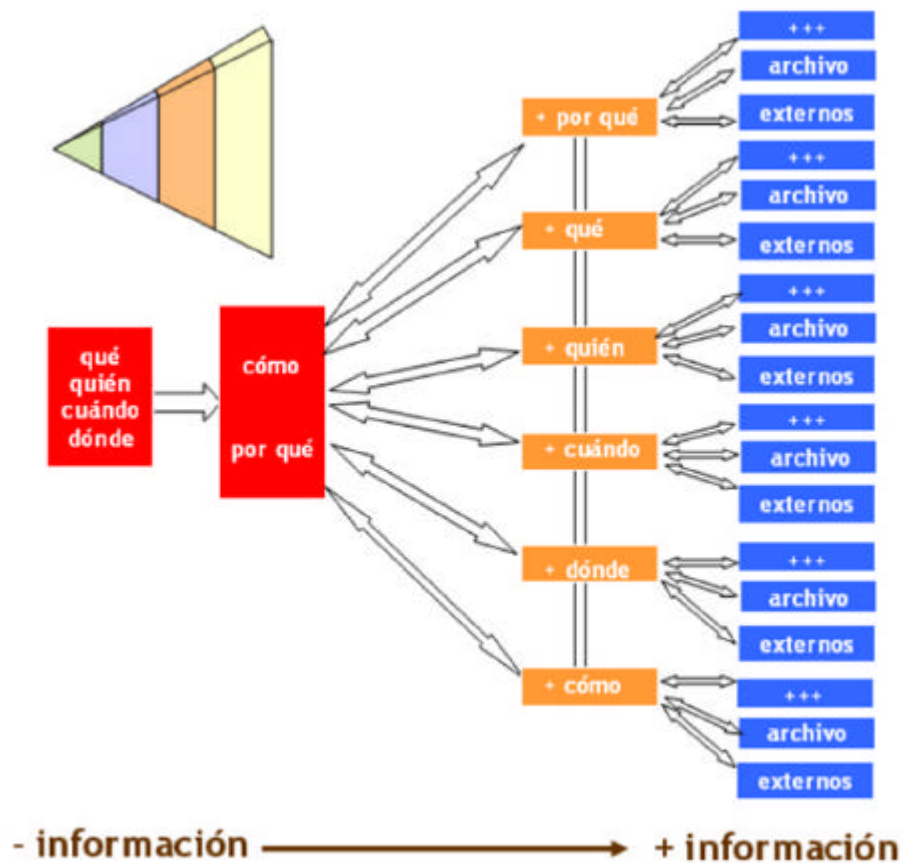 qué
quién
cuándo
dónde
cómo
por qué
+ por qué
+++
archivo
externos
+ qué
+++
archivo
externos
+ quién
+++
archivo
externos
+ cuándo
+++
archivo
externos
+ dónde
+++
archivo
externos
+ cómo
+++
archivo
externos
- información
+ información